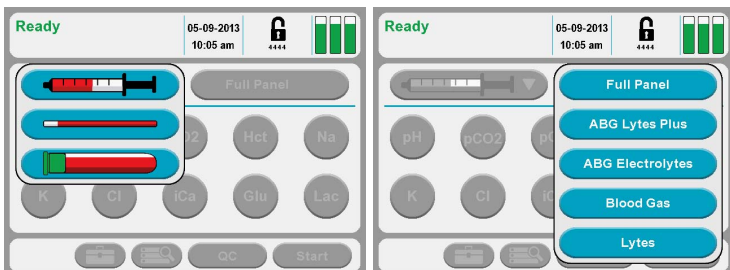 Ready
05-09-2013
10:05 am
4444
Full Panel
O2
Hct
Na
K
Cl
iCa
Glu
Lac
QC
Start
Ready
05-09-2013
10:05 am
4444
Full Panel
ABG Lytes Plus
pH
pCO2
ABG Electrolytes
K
Cl
Blood Gas
Lytes